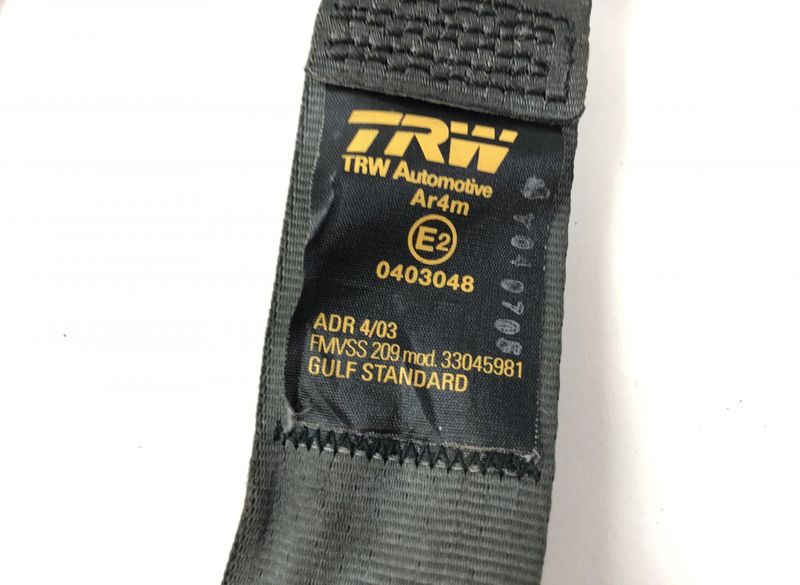 TRW
TRW Automotive
Ar4m
E2
0403048
ADR 4/03
FMVSS 209 mod. 33045981
GULF STANDARD